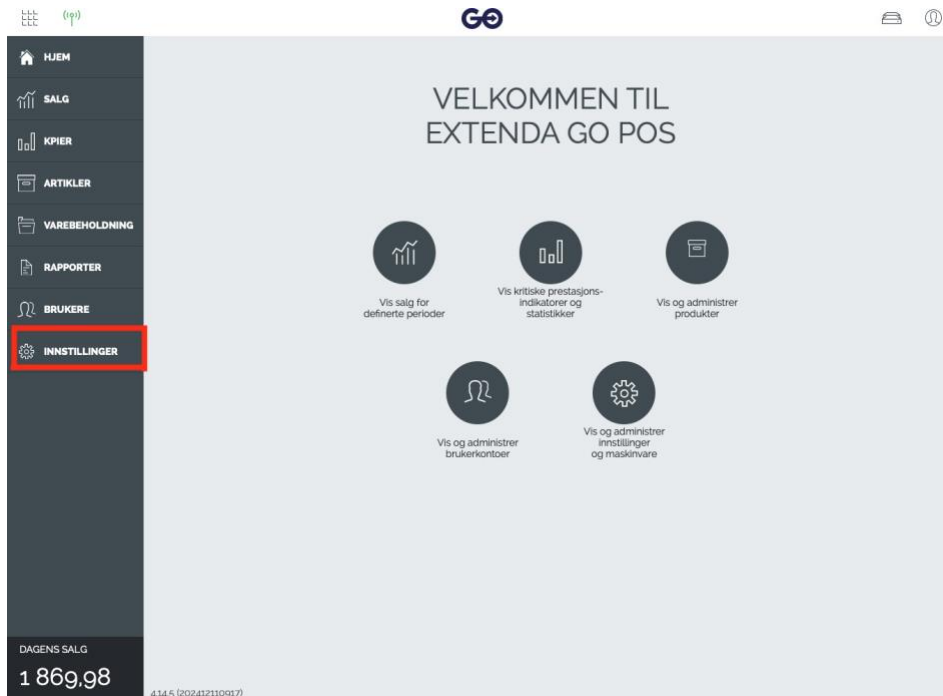 GO
HJEM
SALG
KPIER
ARTIKLER
VAREBEHOLDNING
RAPPORTER
BRUKERE
INNSTILLINGER
VELKOMMEN TIL
EXTENDA GO POS
Vis salg for
definerte perioder
Vis kritiske prestasjons-
indikatorer og
statistikker
Vis og administrer
produkter
Vis og administrer
brukerkontoer
Vis og administrer
innstillinger
og maskinvare
DAGENS SALG
1 869,98
4.14.5 (202412110917)